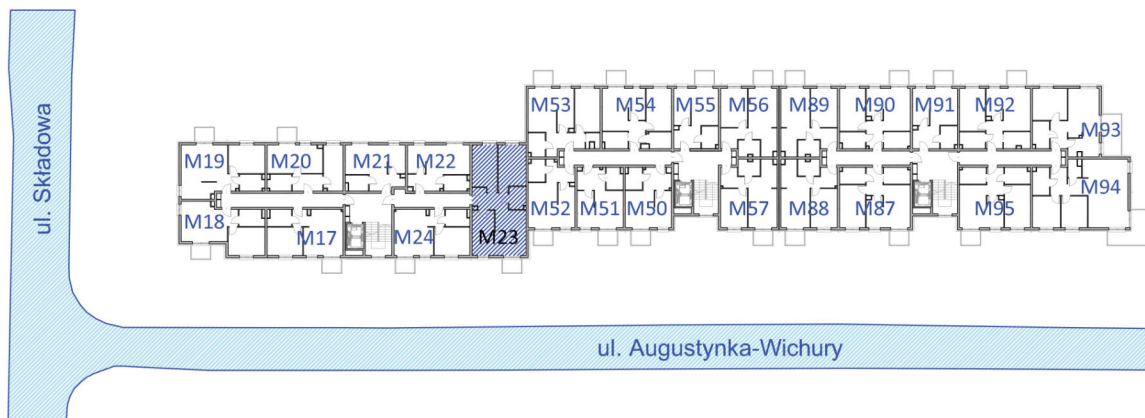 ul. Składowa
M53 M54 M55 M56 M89 M90 M91 M92 M93
M19 M20 M21 M22
M94
M18 M17 M24 M23 M52 M51 M50 M57 M88 M87 M95
ul. Augustynka-Wichury